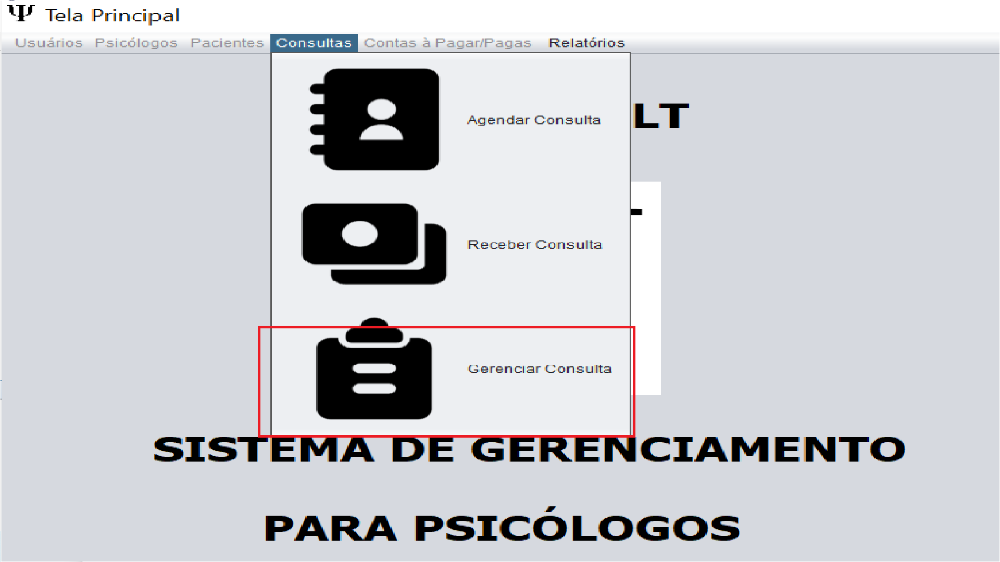 Ψ Tela Principal
Usuários Psicólogos Pacientes Consultas Contas à Pagar/Pagas Relatórios
Agendar Consulta
LT
Receber Consulta
Gerenciar Consulta
SISTEMA DE GERENCIAMENTO
PARA PSICÓLOGOS